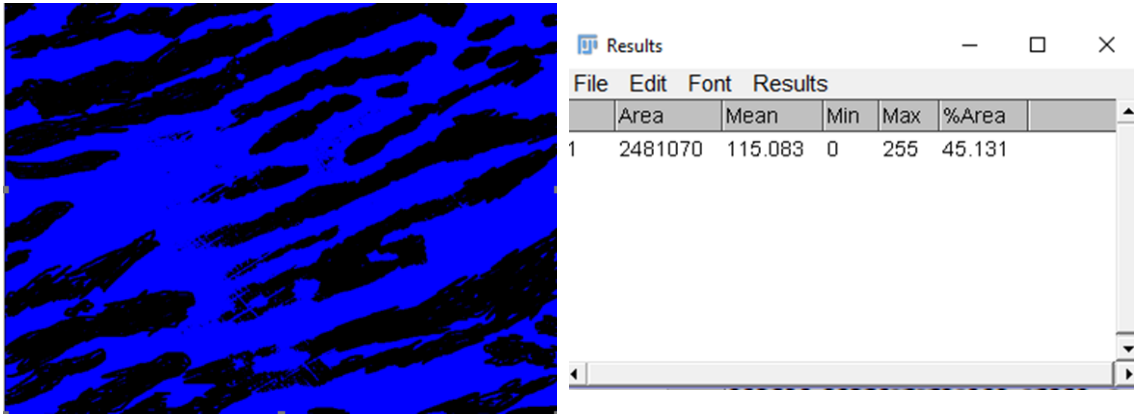 Results
File Edit Font Results
Area Mean Min Max %Area
1 2481070 115.083 0 255 45.131